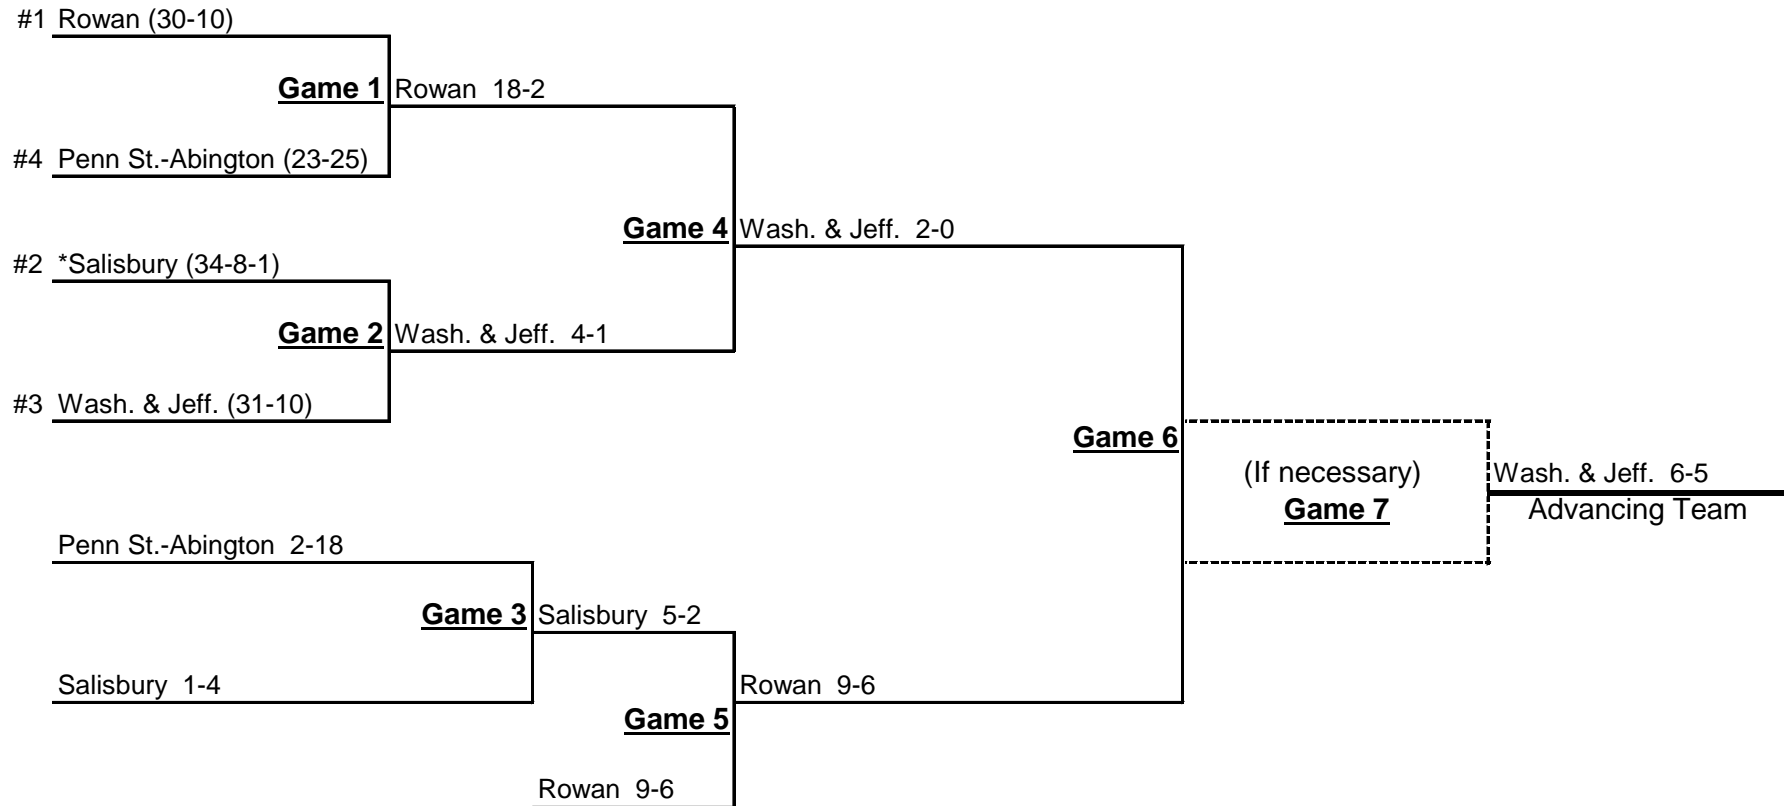 #1 Rowan (30-10)
Game 1 Rowan 18-2
#4 Penn St.-Abington (23-25)
Game 4 Wash. & Jeff. 2-0
#2 *Salisbury (34-8-1)
Game 2 Wash. & Jeff. 4-1
#3 Wash. & Jeff. (31-10)
Game 6
(If necessary)
Game 7
Wash. & Jeff. 6-5
Advancing Team
Penn St.-Abington 2-18
Game 3 Salisbury 5-2
Salisbury 1-4
Rowan 9-6
Game 5
Rowan 9-6